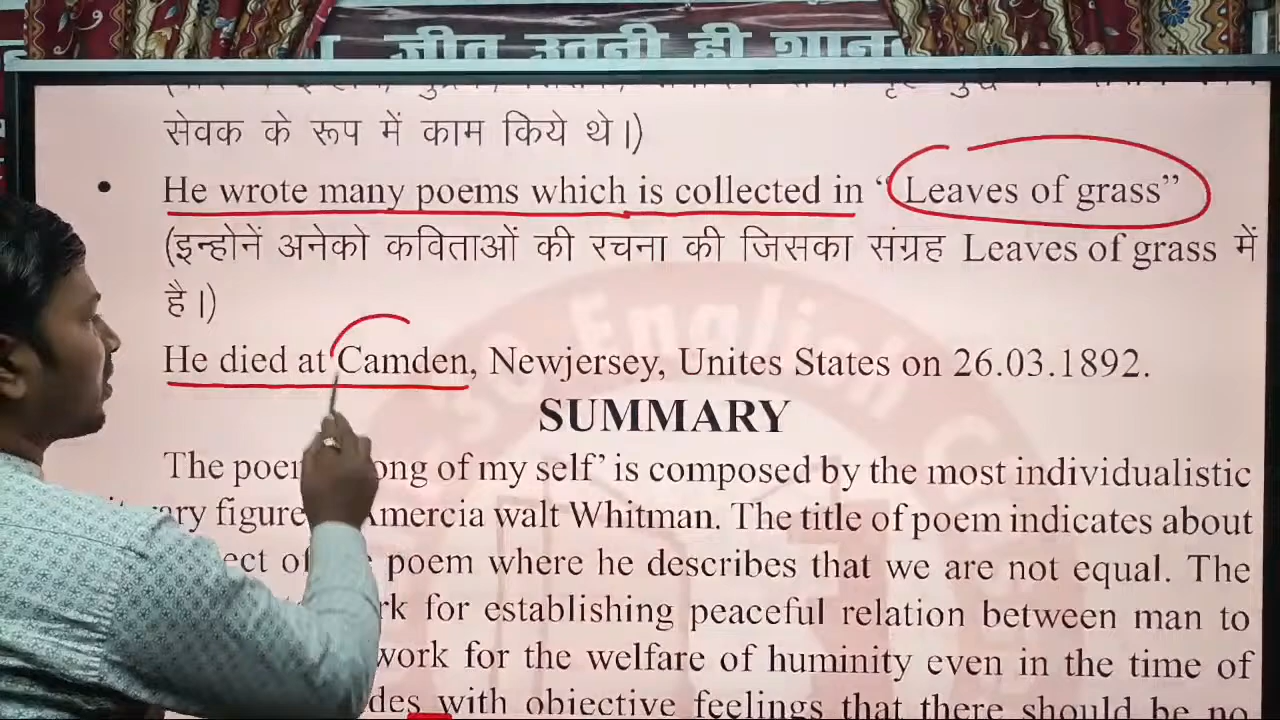 जीत उतनी ही शान
सेवक के रूप में काम किये थे।)
• He wrote many poems which is collected in “Leaves of grass”
(इन्होनें अनेको कविताओं की रचना की जिसका संग्रह Leaves of grass में
है।)
He died at Camden, Newjersey, Unites States on 26.03.1892.
SUMMARY
The ong of my self’ is composed by the most individualistic
figure Amercia walt Whitman. The title of poem indicates about
poem where he describes that we are not equal. The
for establishing peaceful relation between man to
work for the welfare of huminity even in the time of
with objective feelings that there should be no
English